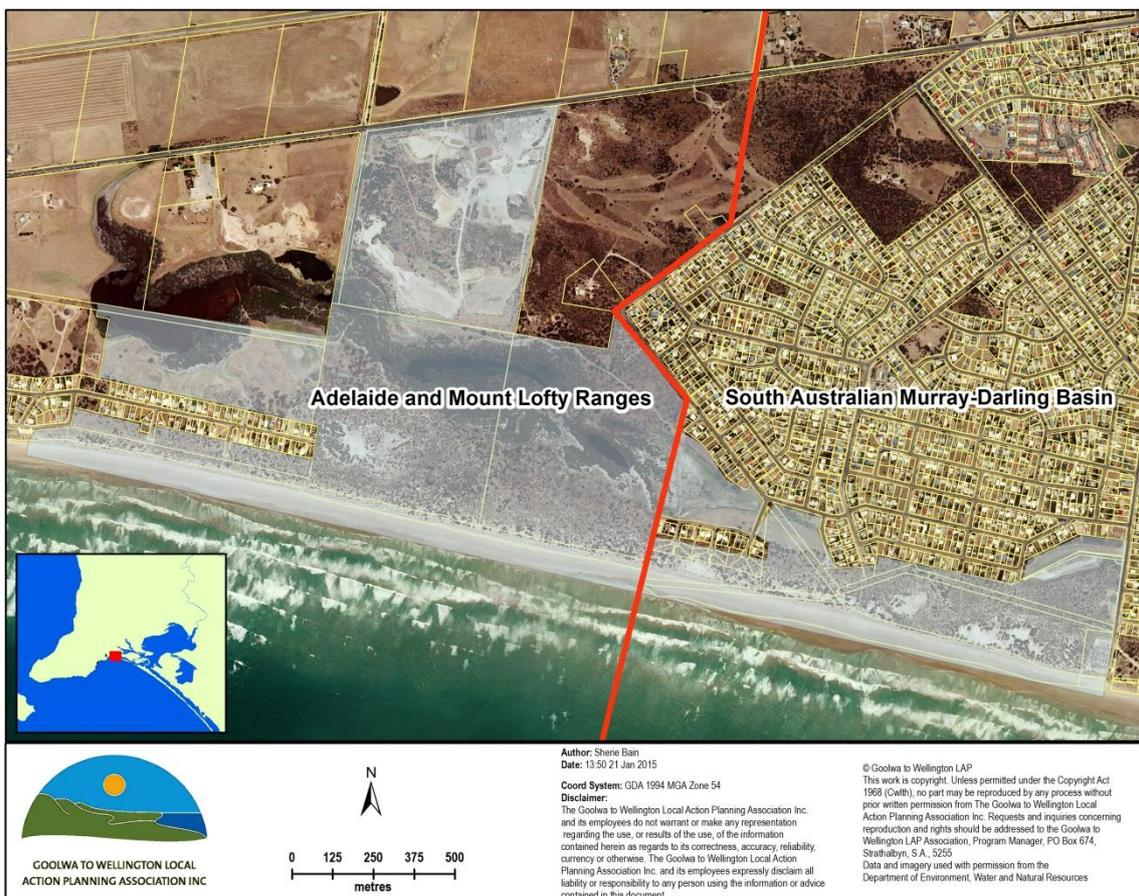 Adelaide and Mount Lofty Ranges
South Australian Murray-Darling Basin
GOOLWA TO WELLINGTON LOCAL
ACTION PLANNING ASSOCIATION INC
N
0 125 250 375 500
metres
Author: Sherie Bain
Date: 13:50 21 Jan 2015
Coord System: GDA 1994 MGA Zone 54
Disclaimer:
The Goolwa to Wellington Local Action Planning Association Inc.
and its employees do not warrant or make any representation
regarding the use, or results of the use, of the information
contained herein as regards to its correctness, accuracy, reliability,
currency or otherwise. The Goolwa to Wellington Local Action
Planning Association Inc. and its employees expressly disclaim all
liability or responsibility to any person using the information or advice
contained in this document
© Goolwa to Wellington LAP
This work is copyright. Unless permitted under the Copyright Act
1968 (Cwlth), no part may be reproduced by any process without
prior written permission from The Goolwa to Wellington Local
Action Planning Association Inc. Requests and inquiries concerning
reproduction and rights should be addressed to the Goolwa to
Wellington LAP Association, Program Manager, PO Box 674,
Strathalbyn, S.A., 5255
Data and imagery used with permission from the
Department of Environment, Water and Natural Resources